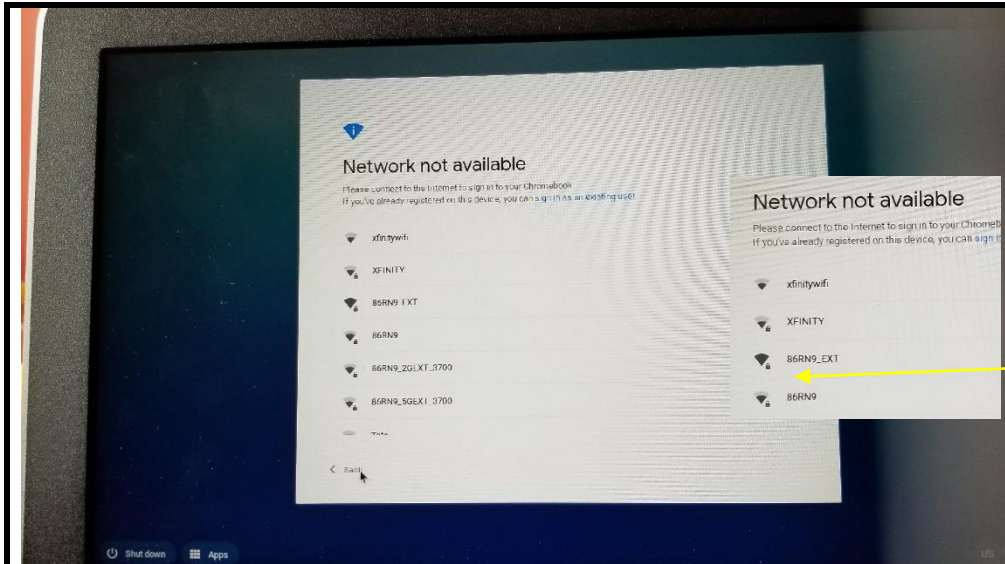 Network not available
Please connect to the Internet to sign in to your Chromebook
If you've already registered on this device, you can sign in as an existing user
xfinitywifi
XFINITY
86RN9_EXT
86RN9
86RN9_2GEXT_3700
86RN9_5GEXT_3700
Back
Shut down
Apps
US
Network not available
Please connect to the Internet to sign in to your Chromeb
If you've already registered on this device, you can sign i
xfinitywifi
XFINITY
86RN9_EXT
86RN9